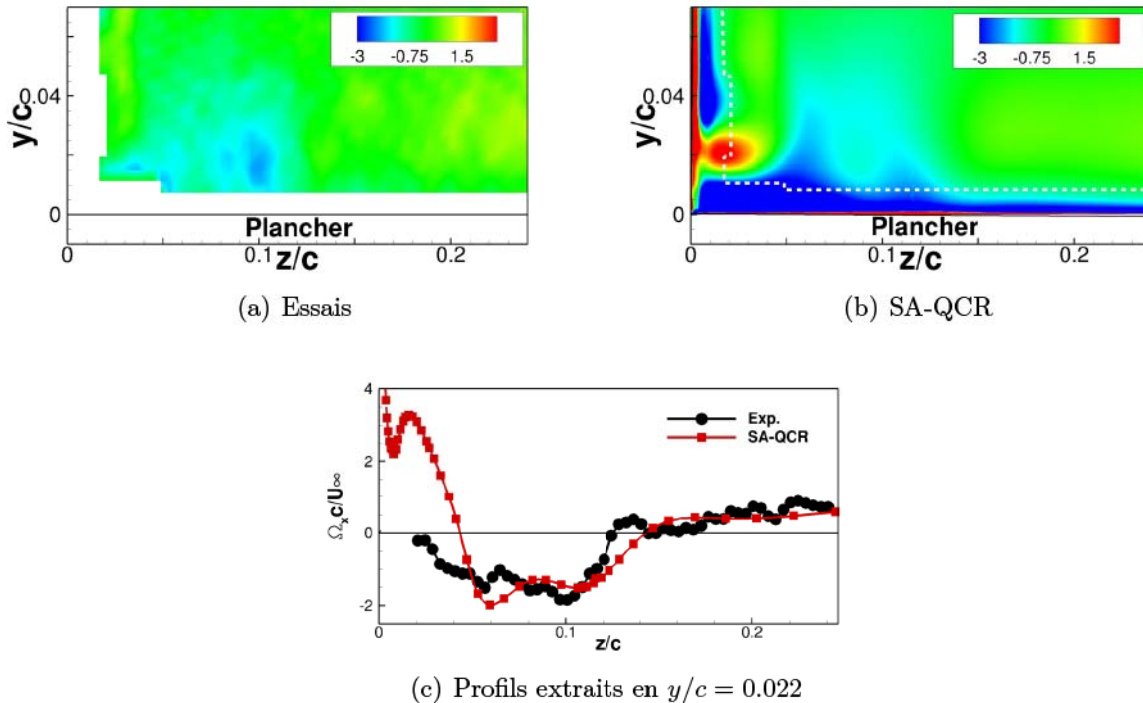 -3 -0.75 1.5
y/c
0.04
0
Plancher
0 0.1 0.2
z/c
(a) Essais
-3 -0.75 1.5
y/c
0.04
0
Plancher
0 0.1 0.2
z/c
(b) SA-QCR
4
2
0
-2
Ωₓc/U∞
Exp.
SA-QCR
0 0.1 0.2
z/c
(c) Profils extraits en y/c = 0.022